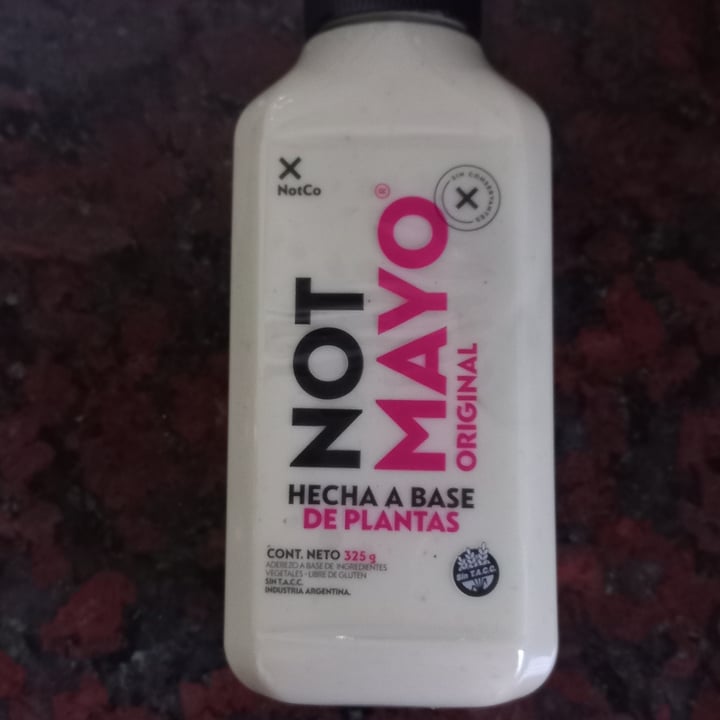 NotCo
SIN CONSERVANTES
NOT
MAYO®
ORIGINAL
HECHA A BASE
DE PLANTAS
CONT. NETO 325 g
ADEREZO A BASE DE INGREDIENTES
VEGETALES - LIBRE DE GLUTEN
SIN T.A.C.C.
INDUSTRIA ARGENTINA.
Sin T.A.C.C.